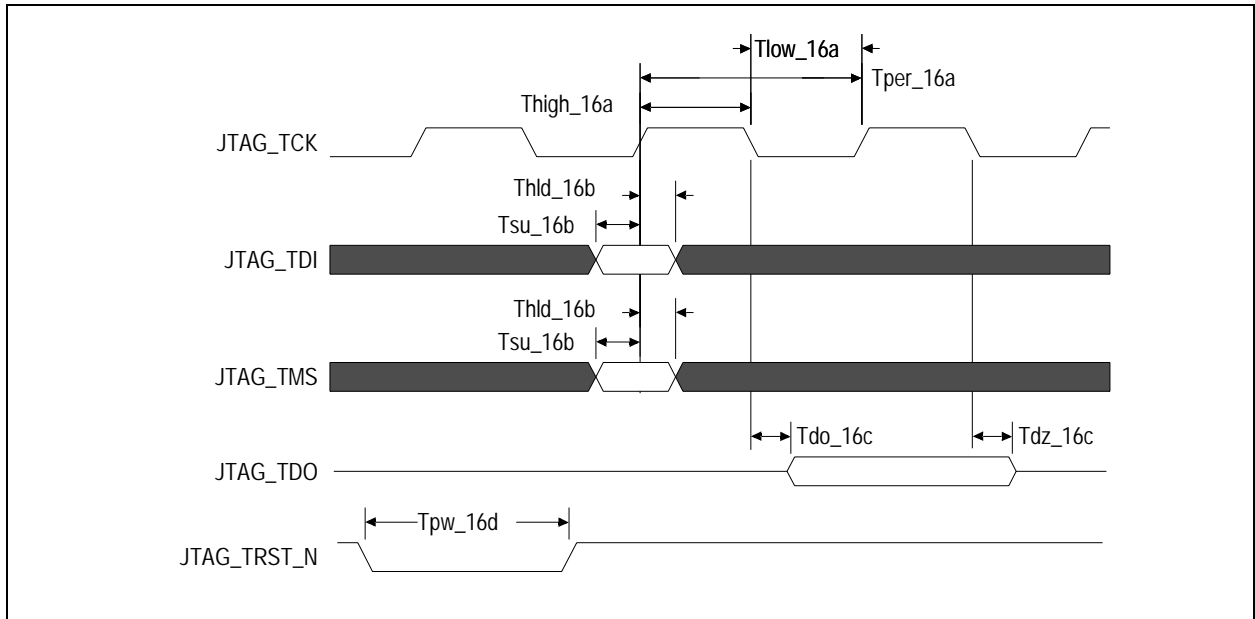 Tlow_16a
Tper_16a
Thigh_16a
JTAG_TCK
Thld_16b
Tsu_16b
JTAG_TDI
Thld_16b
Tsu_16b
JTAG_TMS
Tdo_16c
Tdz_16c
JTAG_TDO
Tpw_16d
JTAG_TRST_N